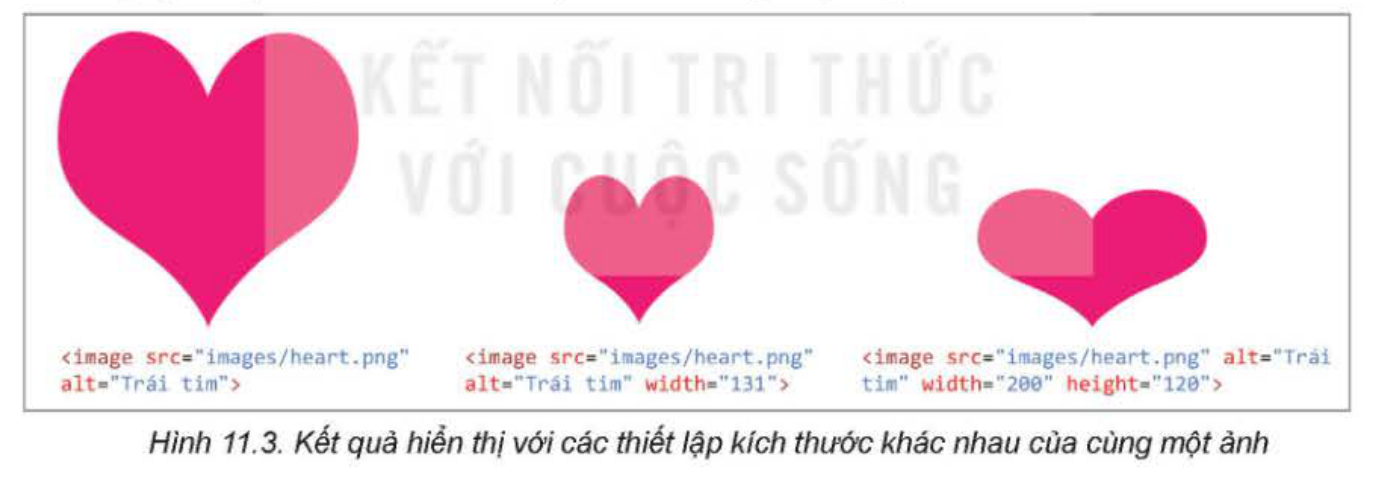 KẾT NỐI TRI THỨC
VỚI CUỘC SỐNG
<image src="images/heart.png"
alt="Trái tim">
<image src="images/heart.png"
alt="Trái tim" width="131">
<image src="images/heart.png" alt="Trái
tim" width="200" height="120">
Hình 11.3. Kết quả hiển thị với các thiết lập kích thước khác nhau của cùng một ảnh